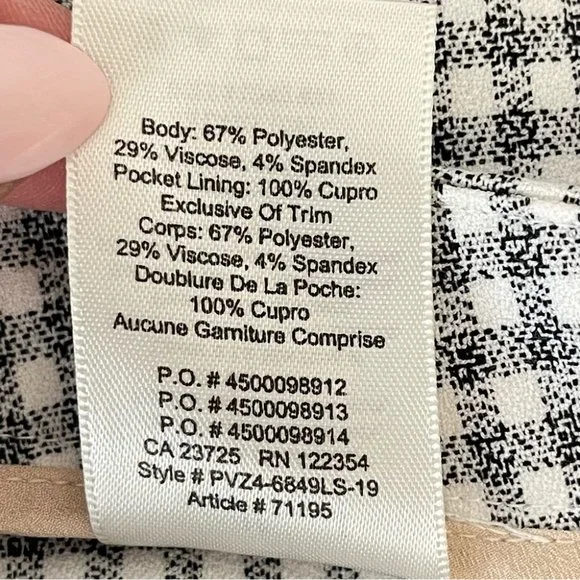 Body: 67% Polyester,
29% Viscose, 4% Spandex
Pocket Lining: 100% Cupro
Exclusive Of Trim
Corps: 67% Polyester,
29% Viscose, 4% Spandex
Doublure De La Poche:
100% Cupro
Aucune Garniture Comprise
P.O. # 4500098912
P.O. # 4500098913
P.O. # 4500098914
CA 23725 RN 122354
Style # PVZ4-6849LS-19
Article # 71195